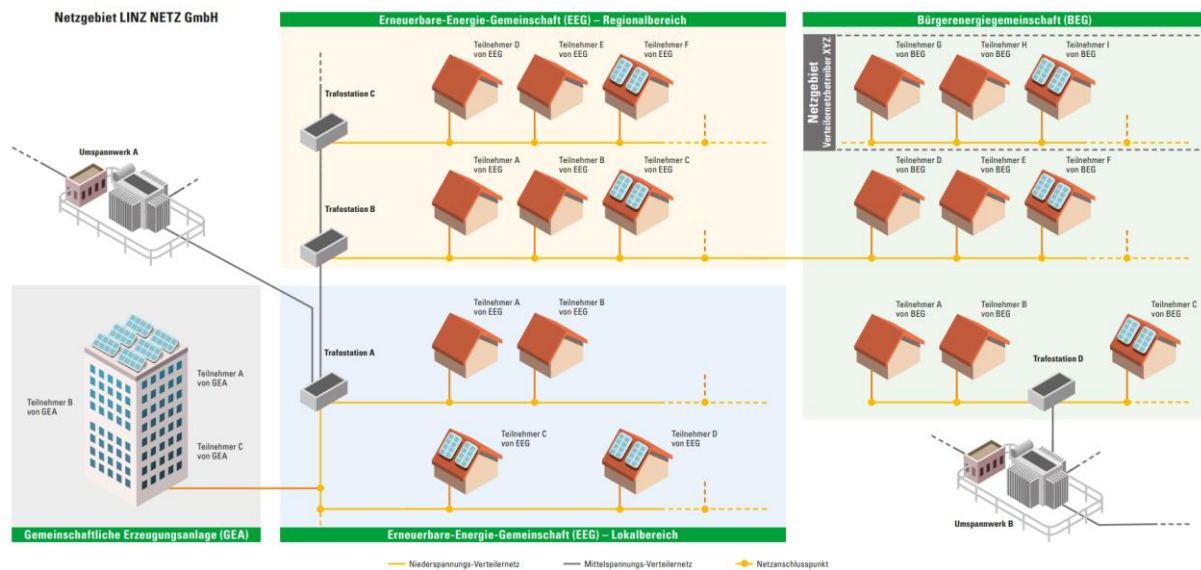 Netzgebiet LINZ NETZ GmbH
Umspannwerk A
Teilnehmer A
von GEA
Teilnehmer B
von GEA
Teilnehmer C
von GEA
Gemeinschaftliche Erzeugungsanlage (GEA)
Erneuerbare-Energie-Gemeinschaft (EEG) – Regionalbereich
Teilnehmer D
von EEG
Teilnehmer E
von EEG
Teilnehmer F
von EEG
Trafostation C
Teilnehmer A
von EEG
Teilnehmer B
von EEG
Teilnehmer C
von EEG
Trafostation B
Teilnehmer A
von EEG
Teilnehmer B
von EEG
Trafostation A
Teilnehmer C
von EEG
Teilnehmer D
von EEG
Erneuerbare-Energie-Gemeinschaft (EEG) – Lokalbereich
Bürgerenergiegemeinschaft (BEG)
Netzgebiet
Verteilernetzbetreiber XYZ
Teilnehmer G
von BEG
Teilnehmer H
von BEG
Teilnehmer I
von BEG
Teilnehmer D
von BEG
Teilnehmer E
von BEG
Teilnehmer F
von BEG
Teilnehmer A
von BEG
Teilnehmer B
von BEG
Teilnehmer C
von BEG
Trafostation D
Umspannwerk B
Niederspannungs-Verteilernetz
Mittelspannungs-Verteilernetz
Netzanschlusspunkt